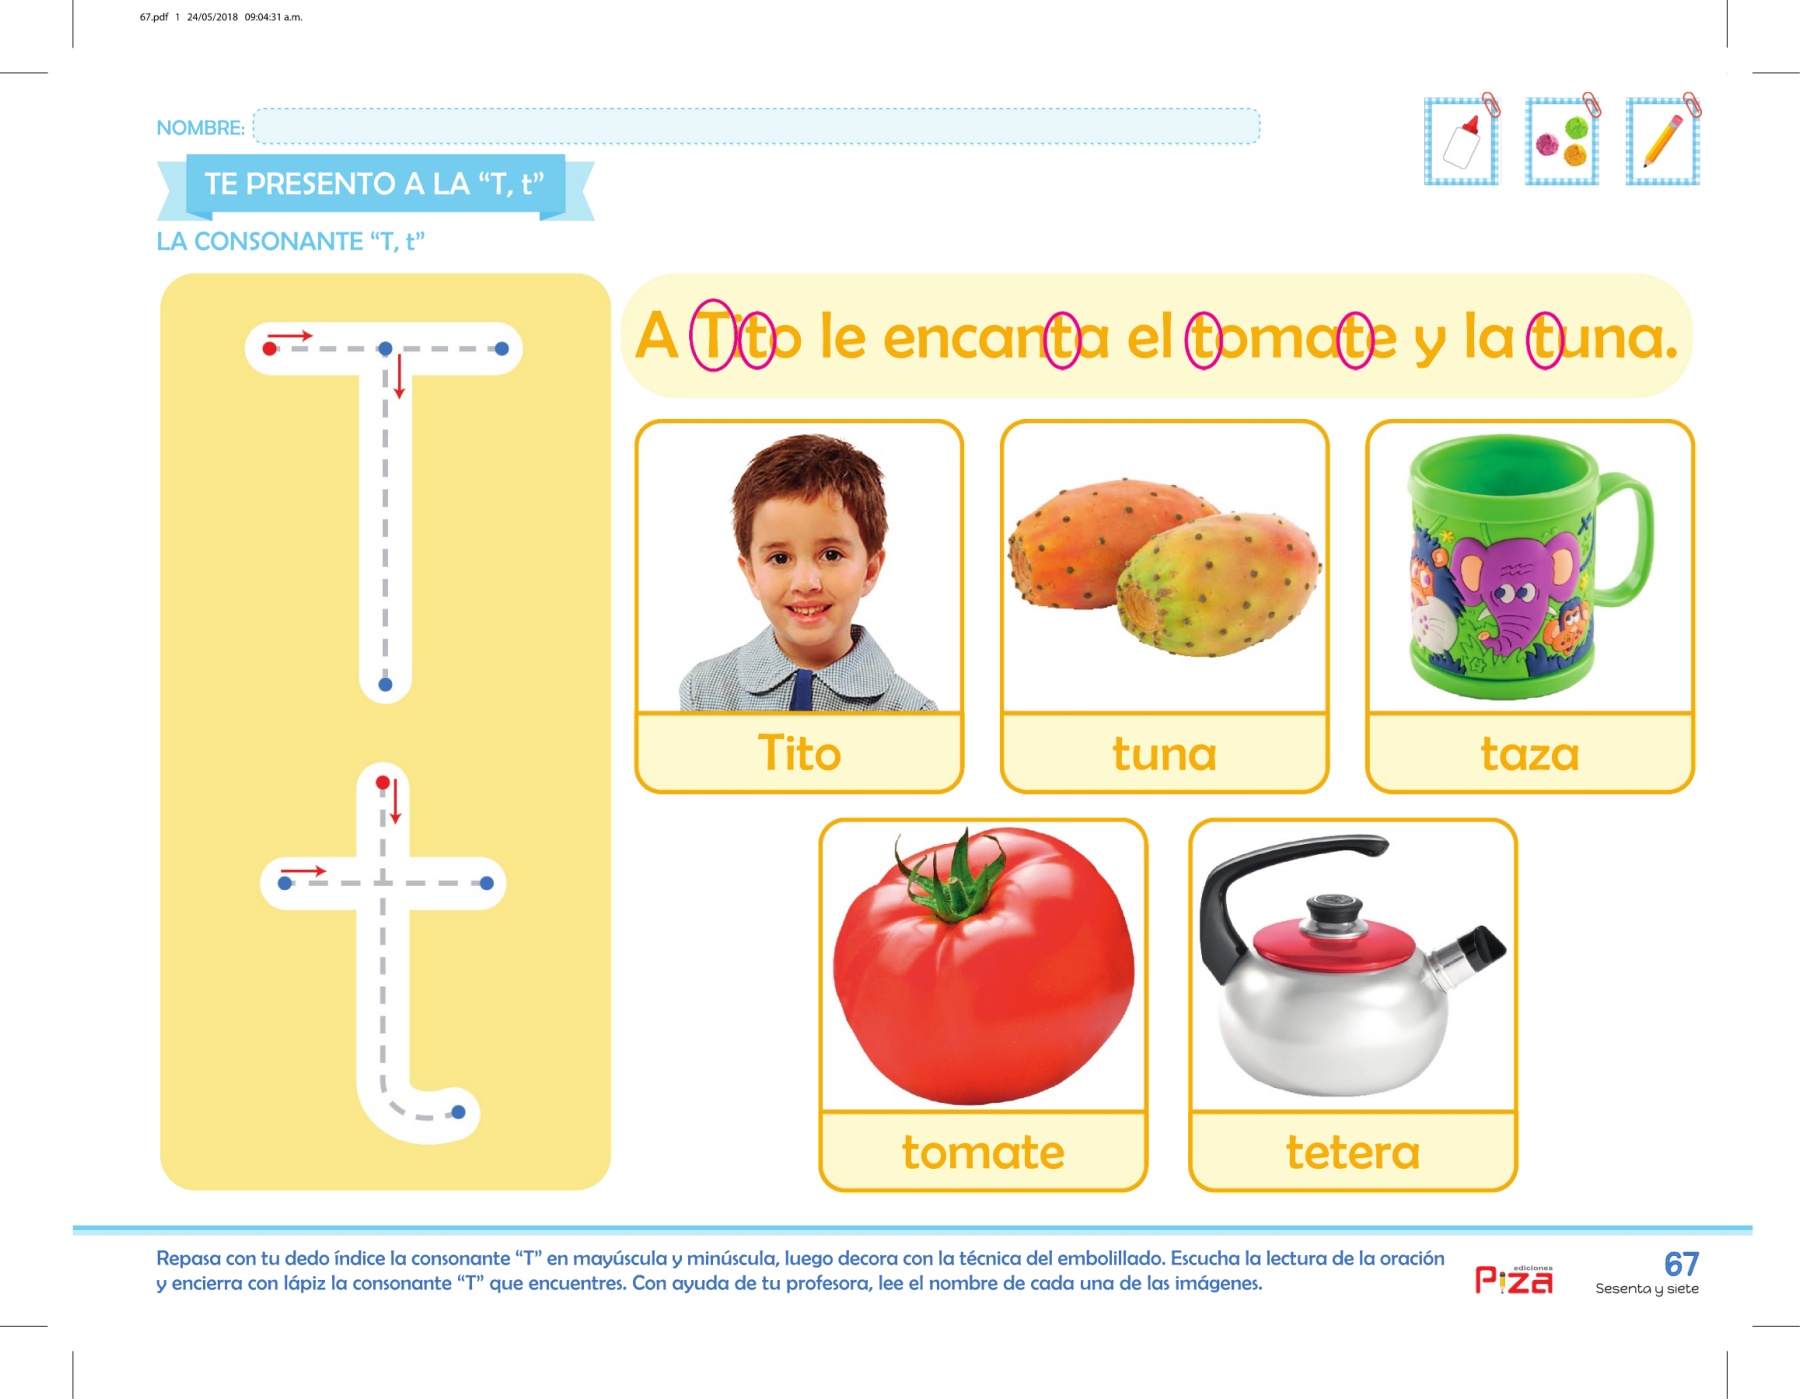 67.pdf 1 24/05/2018 09:04:31 a.m.
NOMBRE:
TE PRESENTO A LA “T, t”
LA CONSONANTE “T, t”
A Tito le encanta el tomate y la tuna.
Tito
tuna
taza
tomate
tetera
Repasa con tu dedo índice la consonante “T” en mayúscula y minúscula, luego decora con la técnica del embolillado. Escucha la lectura de la oración
y encierra con lápiz la consonante “T” que encuentres. Con ayuda de tu profesora, lee el nombre de cada una de las imágenes.
ediciones
Piza
67
Sesenta y siete